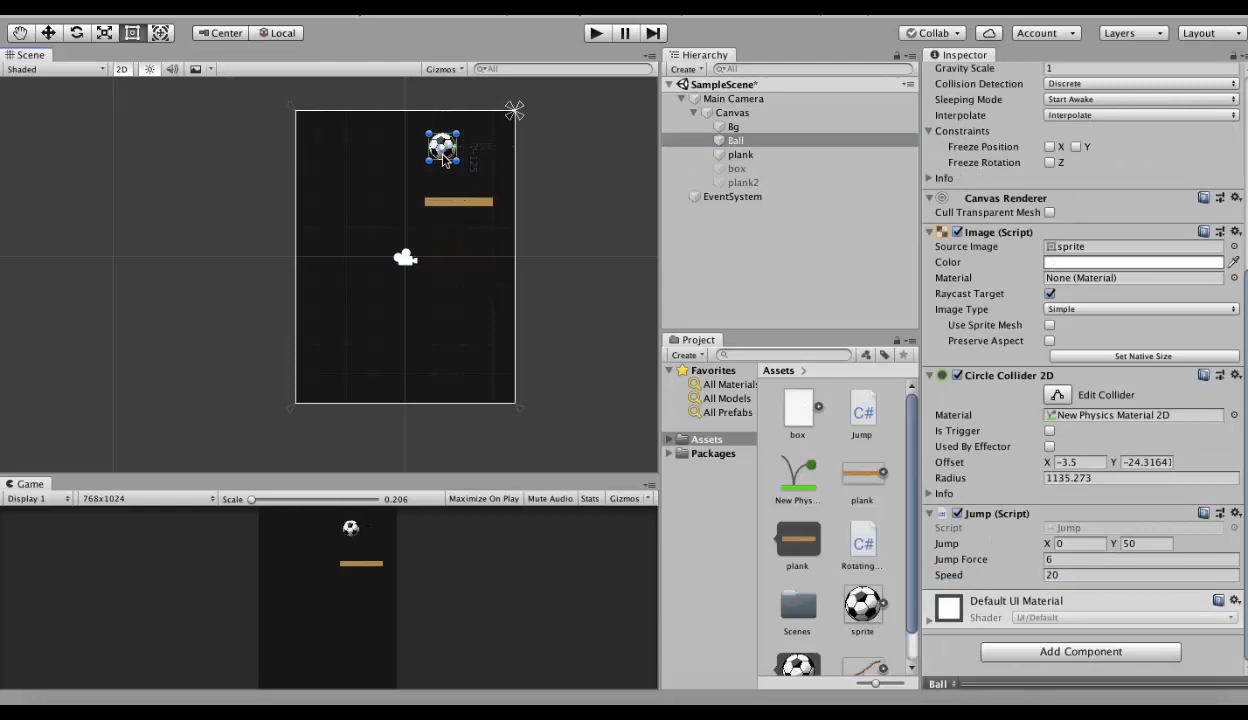 Center Local Collab Account Layers Layout
Scene
Shaded 2D Gizmos All
Hierarchy
Create All
SampleScene*
Main Camera
Canvas
Bg
Ball
plank
box
plank2
EventSystem
Project
Create
Favorites
All Materials
All Models
All Prefabs
Assets
Packages
Assets
box
Jump
New Phys...
plank
plank
Rotating...
Scenes
sprite
Game
Display 1 768x1024 Scale 0.206 Maximize On Play Mute Audio Stats Gizmos
Inspector
Gravity Scale 1
Collision Detection Discrete
Sleeping Mode Start Awake
Interpolate Interpolate
Constraints
Freeze Position X Y
Freeze Rotation Z
Info
Canvas Renderer
Cull Transparent Mesh
Image (Script)
Source Image sprite
Color
Material None (Material)
Raycast Target
Image Type Simple
Use Sprite Mesh
Preserve Aspect
Set Native Size
Circle Collider 2D
Edit Collider
Material New Physics Material 2D
Is Trigger
Used By Effector
Offset X -3.5 Y -24.31641
Radius 1135.273
Info
Jump (Script)
Script Jump
Jump X 0 Y 50
Jump Force 6
Speed 20
Default UI Material
Shader UI/Default
Add Component
Ball